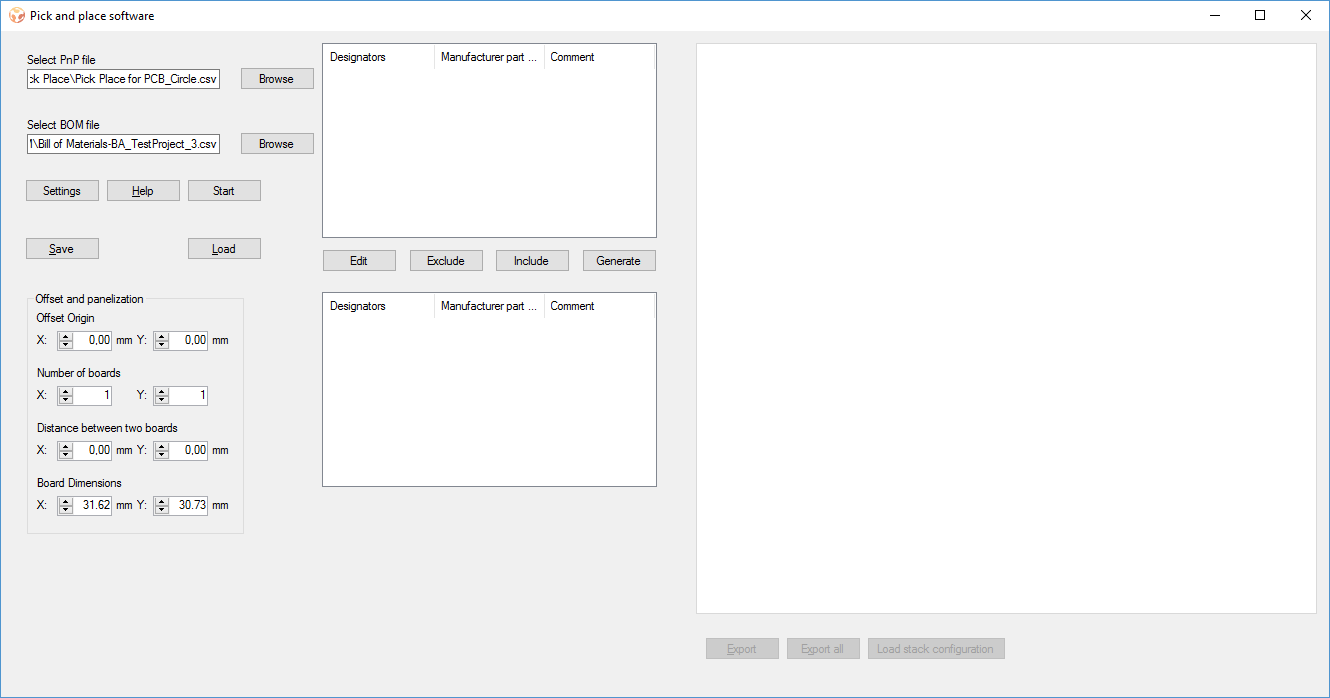 Pick and place software
Select PnP file
ck Place\Pick Place for PCB_Circle.csv
Browse
Select BOM file
\Bill of Materials-BA_TestProject_3.csv
Browse
Settings
Help
Start
Save
Load
Offset and panelization
Offset Origin
X: 0,00 mm Y: 0,00 mm
Number of boards
X: 1 Y: 1
Distance between two boards
X: 0,00 mm Y: 0,00 mm
Board Dimensions
X: 31.62 mm Y: 30.73 mm
Designators Manufacturer part ... Comment
Edit
Exclude
Include
Generate
Designators Manufacturer part ... Comment
Export
Export all
Load stack configuration